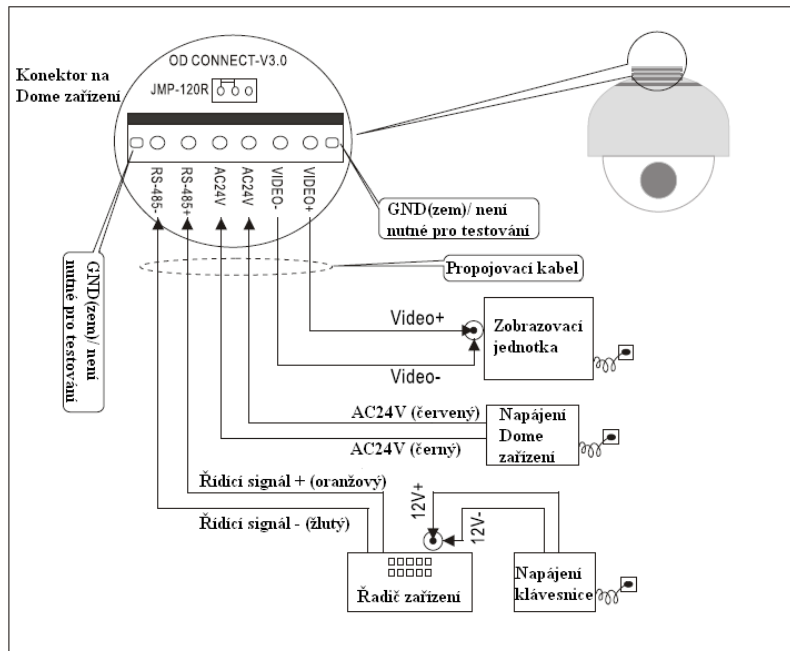 OD CONNECT-V3.0
Konektor na
Dome zařízení
JMP-120R
RS-485-
RS-485+
AC24V
AC24V
VIDEO-
VIDEO+
GND(zem)/ není
nutné pro testování
GND(zem)/ není
nutné pro testování
Propojovací kabel
Video+
Video-
Zobrazovací
jednotka
AC24V (červený)
AC24V (černý)
Napájení
Dome
zařízení
Řídicí signál + (oranžový)
Řídicí signál - (žlutý)
12V+
12V-
Řadič zařízení
Napájení
klávesnice